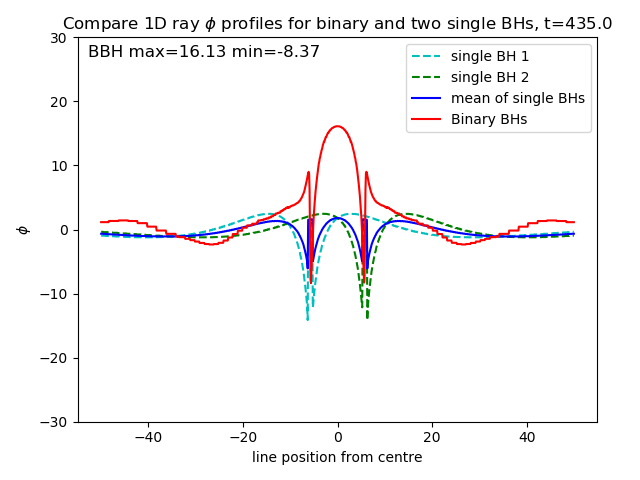 Compare 1D ray ϕ profiles for binary and two single BHs, t=435.0
BBH max=16.13 min=-8.37
single BH 1
single BH 2
mean of single BHs
Binary BHs
30
20
10
0
−10
−20
−30
ϕ
−40
−20
0
20
40
line position from centre